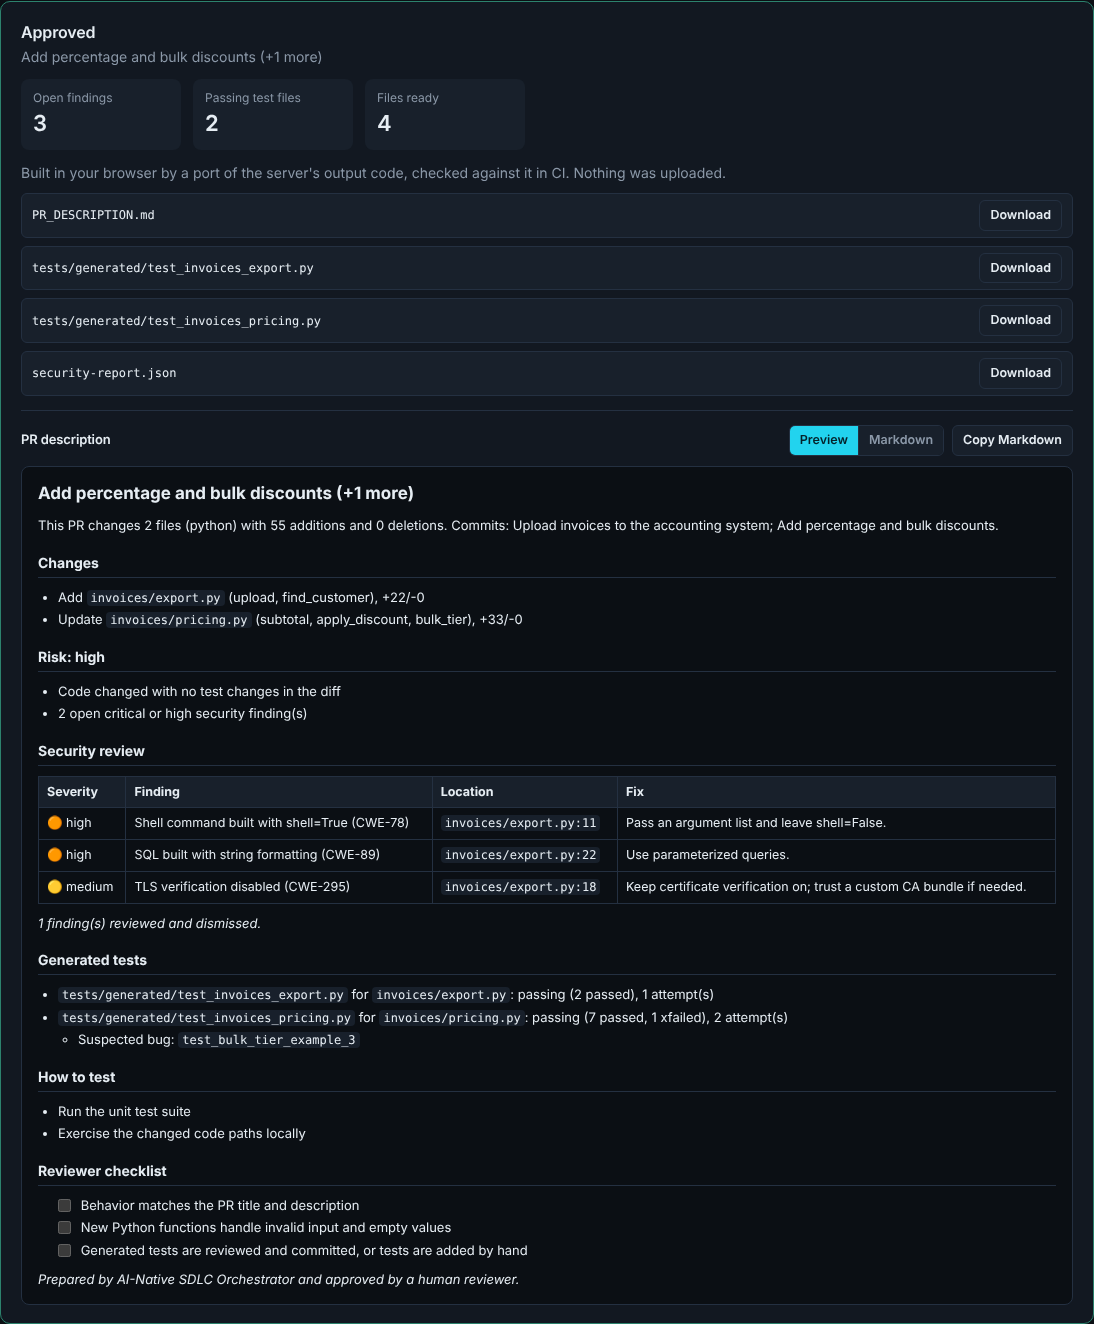 Approved
Add percentage and bulk discounts (+1 more)
Open findings
3
Passing test files
2
Files ready
4
Built in your browser by a port of the server's output code, checked against it in CI. Nothing was uploaded.
PR_DESCRIPTION.md Download
tests/generated/test_invoices_export.py Download
tests/generated/test_invoices_pricing.py Download
security-report.json Download
PR description Preview Markdown Copy Markdown
Add percentage and bulk discounts (+1 more)
This PR changes 2 files (python) with 55 additions and 0 deletions. Commits: Upload invoices to the accounting system; Add percentage and bulk discounts.
Changes
• Add invoices/export.py (upload, find_customer), +22/-0
• Update invoices/pricing.py (subtotal, apply_discount, bulk_tier), +33/-0
Risk: high
• Code changed with no test changes in the diff
• 2 open critical or high security finding(s)
Security review
Severity Finding Location Fix
🟠 high Shell command built with shell=True (CWE-78) invoices/export.py:11 Pass an argument list and leave shell=False.
🟠 high SQL built with string formatting (CWE-89) invoices/export.py:22 Use parameterized queries.
🟡 medium TLS verification disabled (CWE-295) invoices/export.py:18 Keep certificate verification on; trust a custom CA bundle if needed.
1 finding(s) reviewed and dismissed.
Generated tests
• tests/generated/test_invoices_export.py for invoices/export.py: passing (2 passed), 1 attempt(s)
• tests/generated/test_invoices_pricing.py for invoices/pricing.py: passing (7 passed, 1 xfailed), 2 attempt(s)
◦ Suspected bug: test_bulk_tier_example_3
How to test
• Run the unit test suite
• Exercise the changed code paths locally
Reviewer checklist
Behavior matches the PR title and description
New Python functions handle invalid input and empty values
Generated tests are reviewed and committed, or tests are added by hand
Prepared by AI-Native SDLC Orchestrator and approved by a human reviewer.